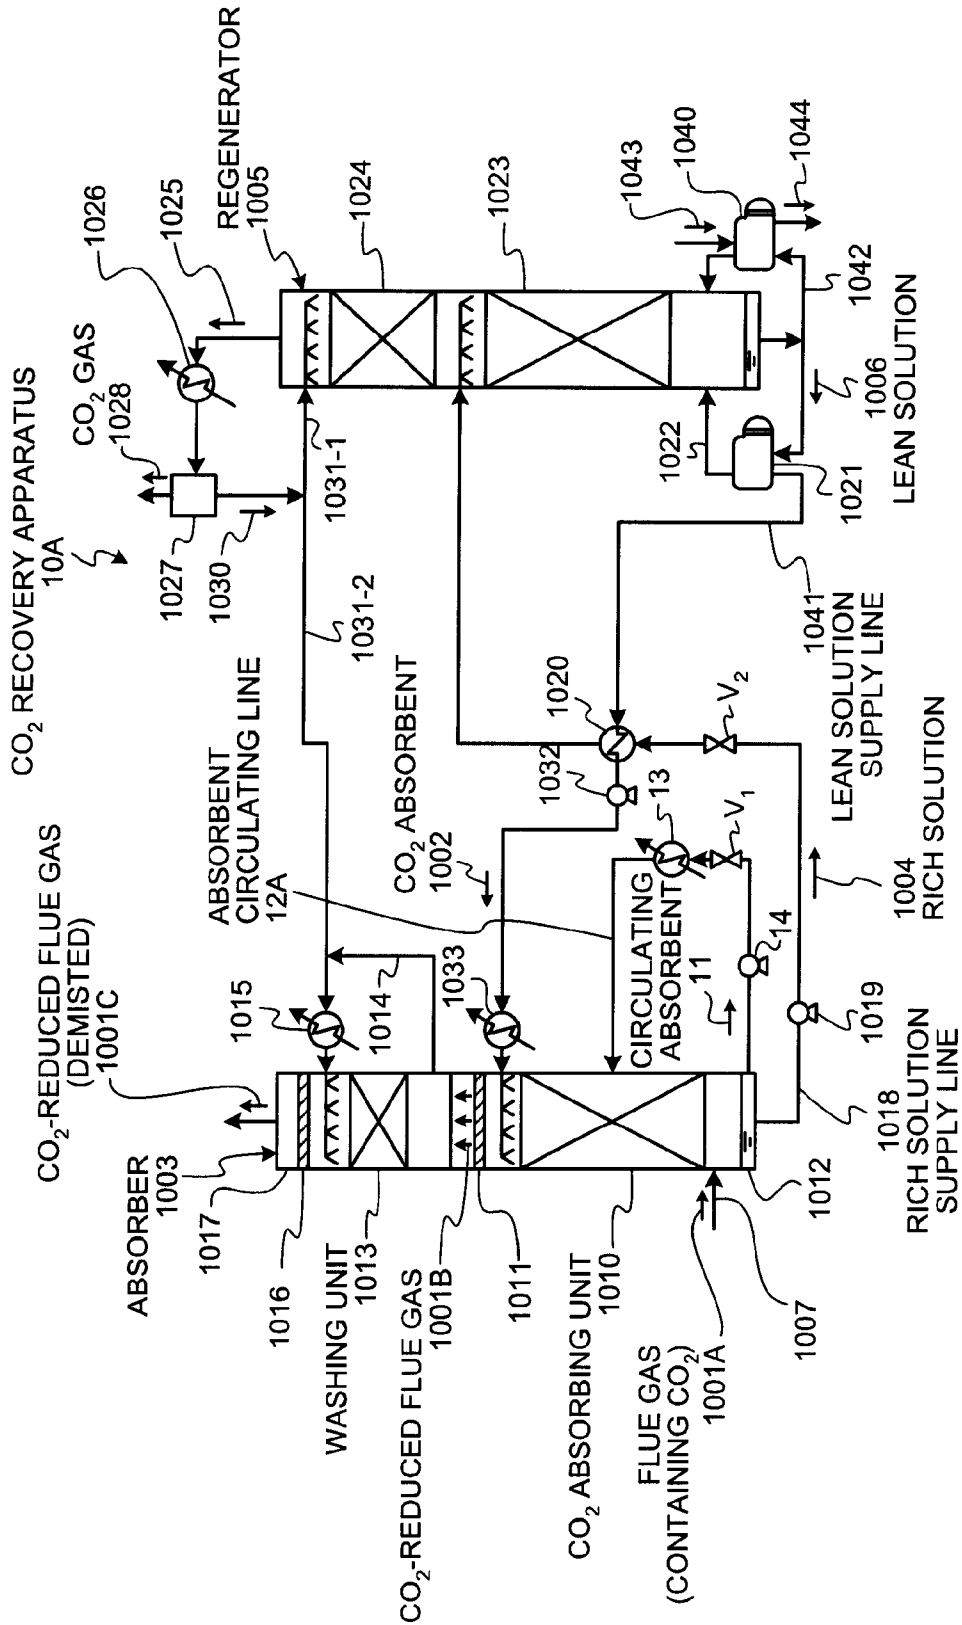 CO₂ RECOVERY APPARATUS
10A
CO₂-REDUCED FLUE GAS
(DEMISTED)
1001C
ABSORBER
1003
1017
1016
WASHING UNIT
1013
CO₂-REDUCED FLUE GAS
1001B
1011
CO₂ ABSORBING UNIT
1010
FLUE GAS
(CONTAINING CO₂)
1001A
1007
1012
1015
1014
1033
ABSORBENT
CIRCULATING LINE
12A
CO₂ ABSORBENT
1002
CIRCULATING
ABSORBENT
11
13
14
V₁
V₂
1032
1020
1019
1018
RICH SOLUTION
SUPPLY LINE
1004
RICH SOLUTION
1041
LEAN SOLUTION
SUPPLY LINE
1031-2
1031-1
1030
1027
CO₂ GAS
1028
1026
1025
REGENERATOR
1005
1024
1023
1043
1040
1044
1042
1022
1021
1006
LEAN SOLUTION